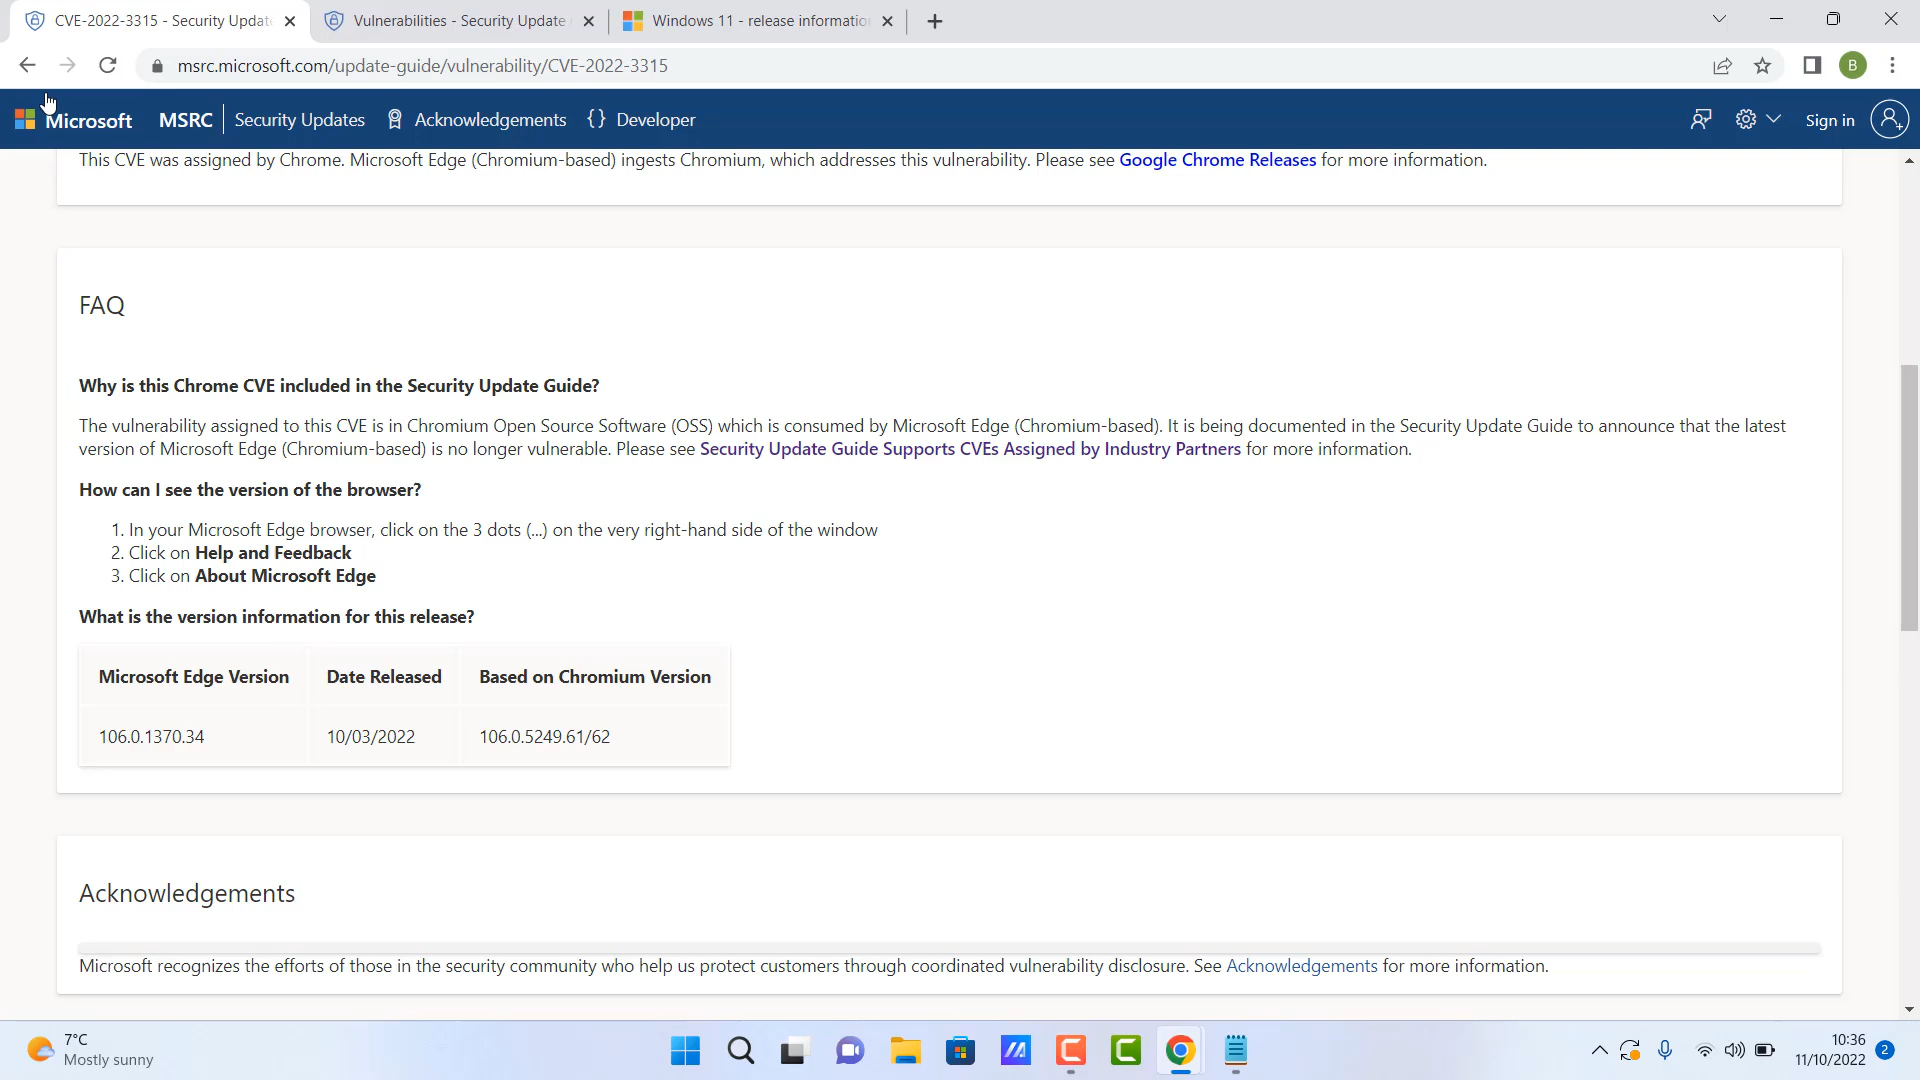 CVE-2022-3315 - Security Updat
Vulnerabilities - Security Update
Windows 11 - release informatio
msrc.microsoft.com/update-guide/vulnerability/CVE-2022-3315
B
Microsoft
MSRC
Security Updates
Acknowledgements
{} Developer
Sign in
This CVE was assigned by Chrome. Microsoft Edge (Chromium-based) ingests Chromium, which addresses this vulnerability. Please see Google Chrome Releases for more information.
FAQ
Why is this Chrome CVE included in the Security Update Guide?
The vulnerability assigned to this CVE is in Chromium Open Source Software (OSS) which is consumed by Microsoft Edge (Chromium-based). It is being documented in the Security Update Guide to announce that the latest
version of Microsoft Edge (Chromium-based) is no longer vulnerable. Please see Security Update Guide Supports CVEs Assigned by Industry Partners for more information.
How can I see the version of the browser?
1. In your Microsoft Edge browser, click on the 3 dots (...) on the very right-hand side of the window
2. Click on Help and Feedback
3. Click on About Microsoft Edge
What is the version information for this release?
Microsoft Edge Version Date Released Based on Chromium Version
106.0.1370.34 10/03/2022 106.0.5249.61/62
Acknowledgements
Microsoft recognizes the efforts of those in the security community who help us protect customers through coordinated vulnerability disclosure. See Acknowledgements for more information.
7°C
Mostly sunny
10:36
11/10/2022
2